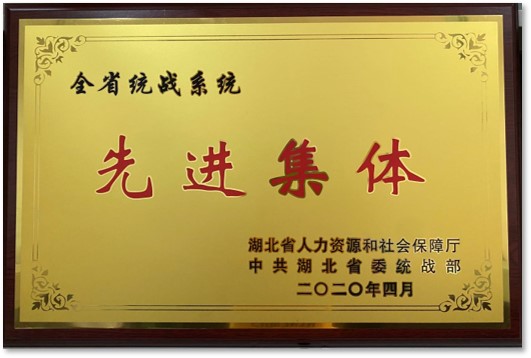 全省统战系统
先进集体
湖北省人力资源和社会保障厅
中共湖北省委统战部
二〇二〇年四月